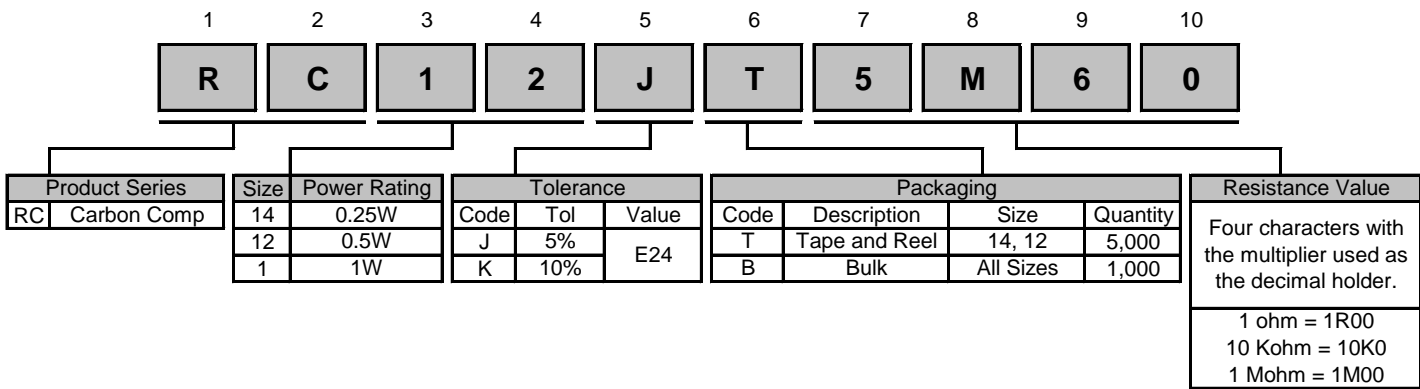 1 2 3 4 5 6 7 8 9 10
R C 1 2 J T 5 M 6 0
Product Series
RC Carbon Comp
Size Power Rating
14 0.25W
12 0.5W
1 1W
Tolerance
Code Tol Value
J 5% E24
K 10%
Packaging
Code Description Size Quantity
T Tape and Reel 14, 12 5,000
B Bulk All Sizes 1,000
Resistance Value
Four characters with
the multiplier used as
the decimal holder.
1 ohm = 1R00
10 Kohm = 10K0
1 Mohm = 1M00